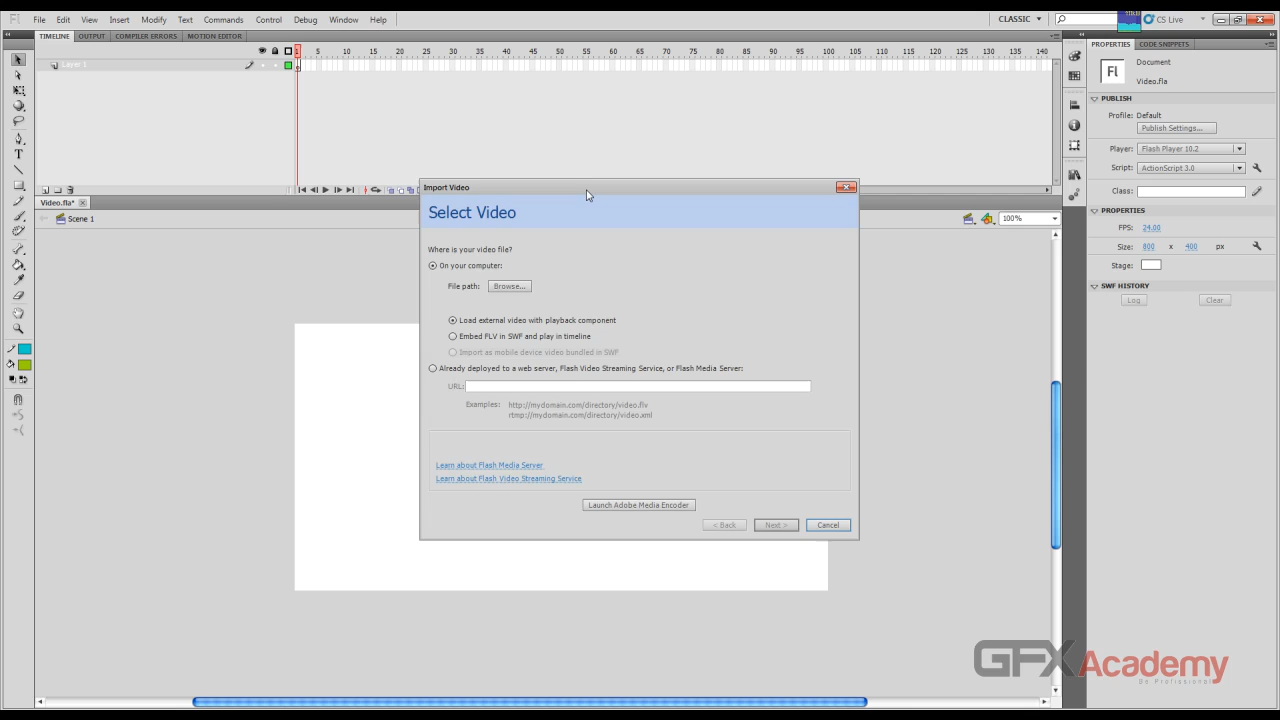 Fl File Edit View Insert Modify Text Commands Control Debug Window Help CLASSIC CS Live
TIMELINE OUTPUT COMPILER ERRORS MOTION EDITOR
5 10 15 20 25 30 35 40 45 50 55 60 65 70 75 80 85 90 95 100 105 110 115 120 125 130 135 140
Layer 1
Video.fla*
Scene 1
100%
Import Video
Select Video
Where is your video file?
On your computer:
File path: Browse...
Load external video with playback component
Embed FLV in SWF and play in timeline
Import as mobile device video bundled in SWF
Already deployed to a web server, Flash Video Streaming Service, or Flash Media Server:
URL:
Examples: http://mydomain.com/directory/video.flv
rtmp://mydomain.com/directory/video.xml
Learn about Flash Media Server
Learn about Flash Video Streaming Service
Launch Adobe Media Encoder
< Back Next > Cancel
PROPERTIES CODE SNIPPETS
Fl
Document
Video.fla
PUBLISH
Profile: Default
Publish Settings...
Player: Flash Player 10.2
Script: ActionScript 3.0
Class:
PROPERTIES
FPS: 24.00
Size: 800 x 400 px
Stage:
SWF HISTORY
Log Clear
GFX Academy
Be Professional